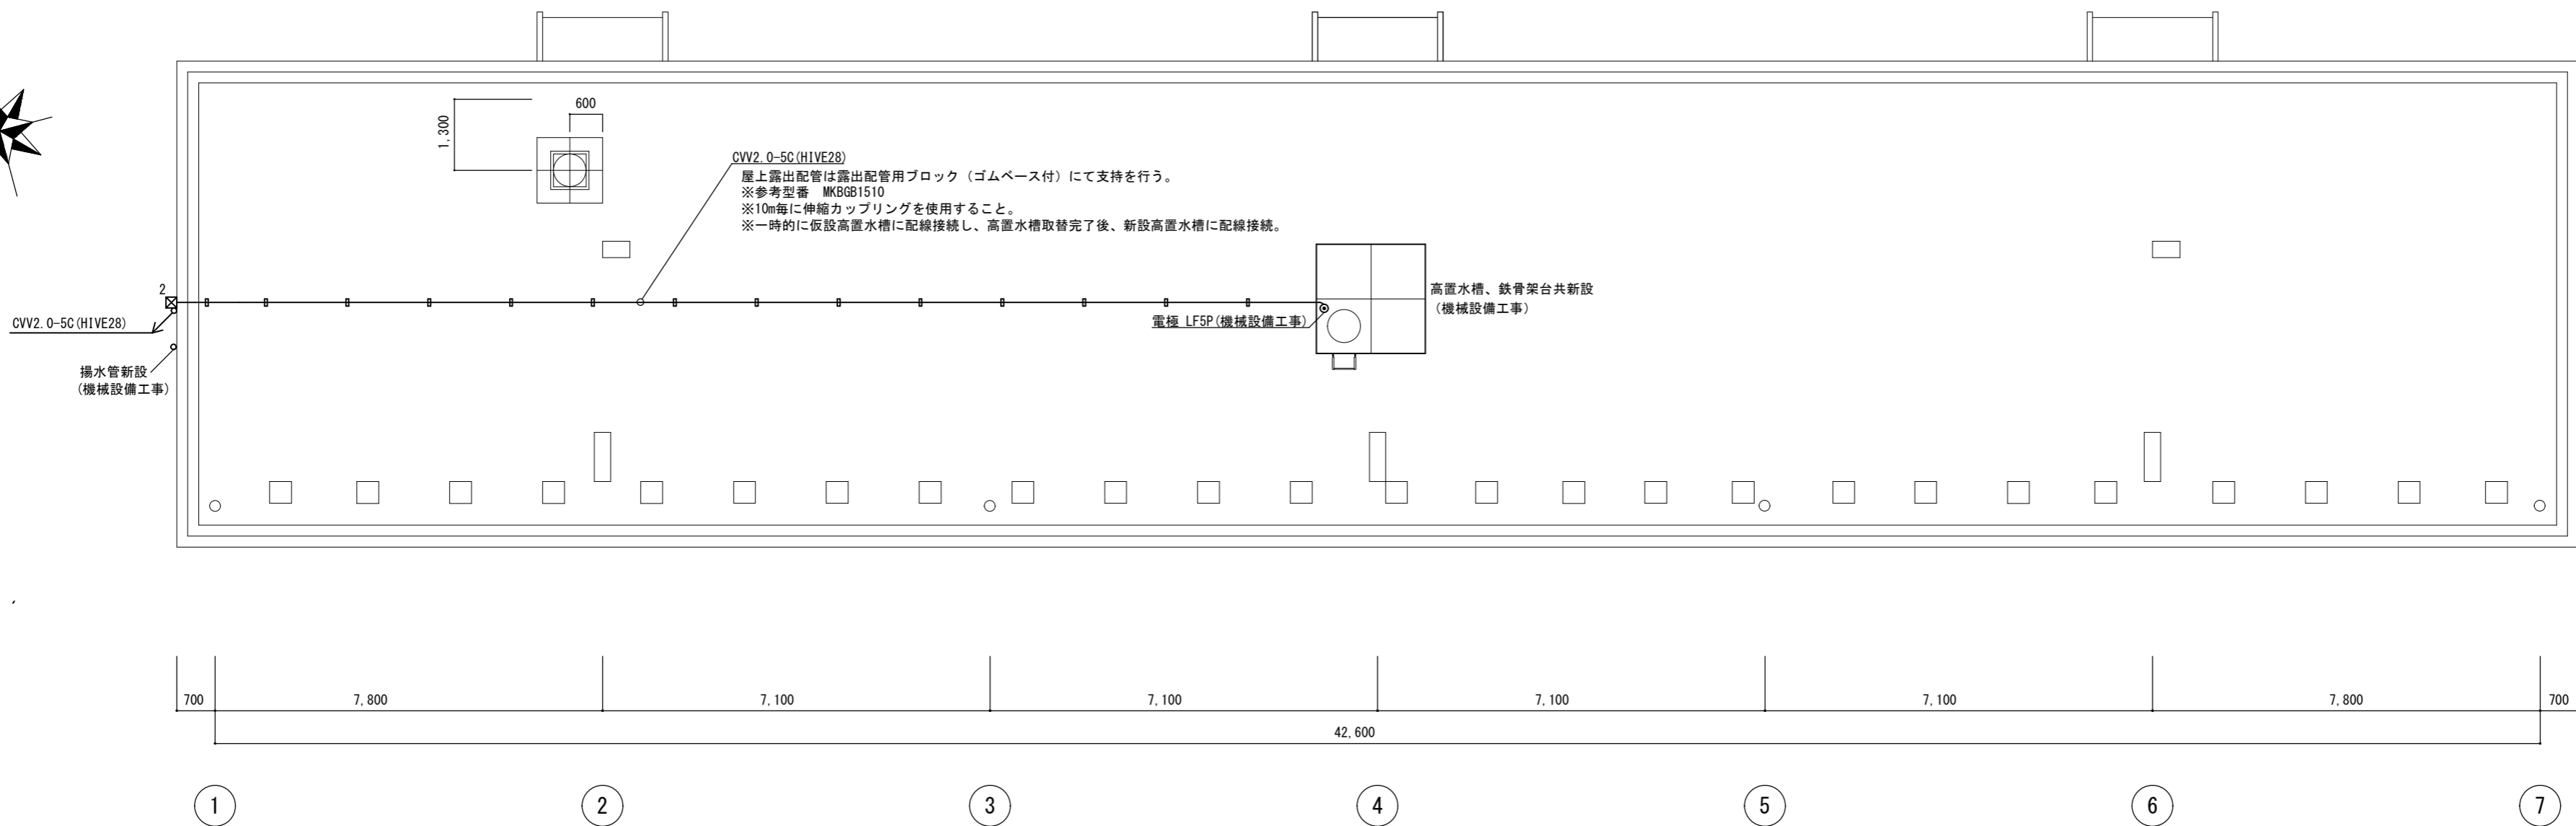 600
1,300
CVV2.0-5C(HIVE28)
屋上露出配管は露出配管用ブロック（ゴムベース付）にて支持を行う。
※参考型番　MKBGB1510
※10m毎に伸縮カップリングを使用すること。
※一時的に仮設高置水槽に配線接続し、高置水槽取替完了後、新設高置水槽に配線接続。
2
高置水槽、鉄骨架台共新設
（機械設備工事）
CVV2.0-5C(HIVE28)
電極 LF5P(機械設備工事)
揚水管新設
（機械設備工事）
700
7,800
7,100
7,100
7,100
7,100
7,800
700
42,600
1
2
3
4
5
6
7